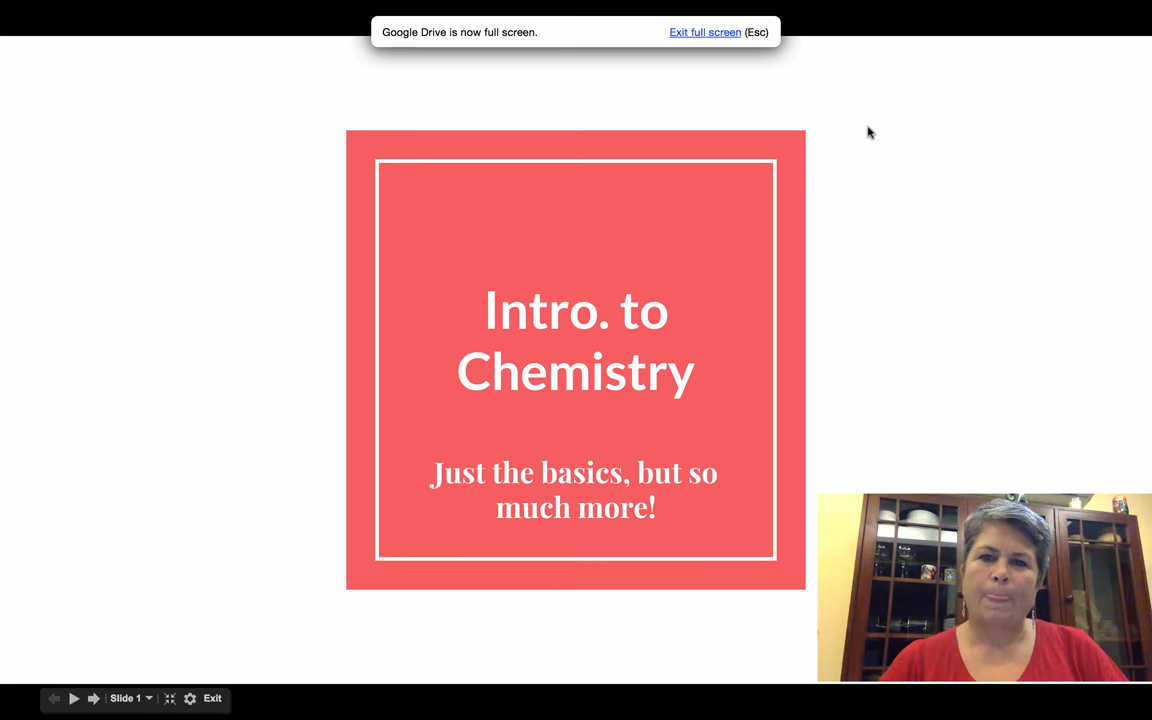 Google Drive is now full screen. Exit full screen (Esc)
Intro. to
Chemistry
Just the basics, but so
much more!
Slide 1 Exit